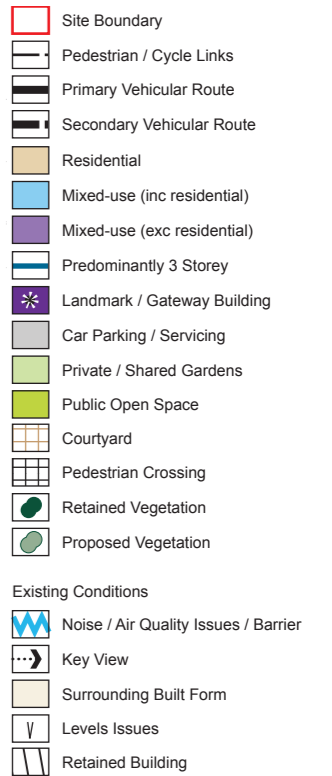 Site Boundary
Pedestrian / Cycle Links
Primary Vehicular Route
Secondary Vehicular Route
Residential
Mixed-use (inc residential)
Mixed-use (exc residential)
Predominantly 3 Storey
Landmark / Gateway Building
Car Parking / Servicing
Private / Shared Gardens
Public Open Space
Courtyard
Pedestrian Crossing
Retained Vegetation
Proposed Vegetation
Existing Conditions
Noise / Air Quality Issues / Barrier
Key View
Surrounding Built Form
Levels Issues
Retained Building